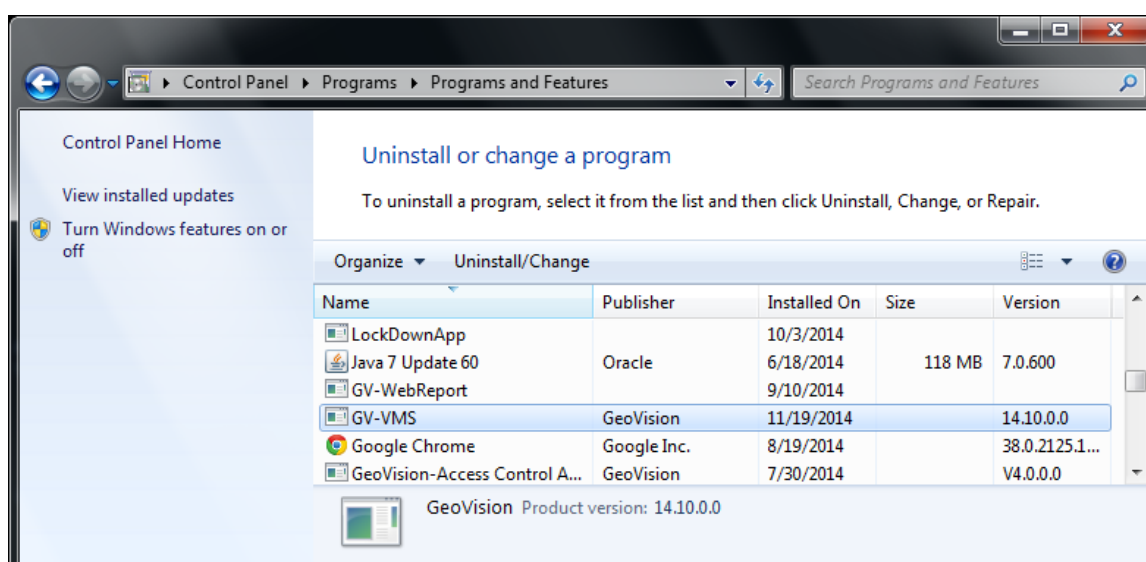 Control Panel Programs Programs and Features Search Programs and Features
Control Panel Home
View installed updates
Turn Windows features on or
off
Uninstall or change a program
To uninstall a program, select it from the list and then click Uninstall, Change, or Repair.
Organize Uninstall/Change
Name Publisher Installed On Size Version
LockDownApp 10/3/2014
Java 7 Update 60 Oracle 6/18/2014 118 MB 7.0.600
GV-WebReport 9/10/2014
GV-VMS GeoVision 11/19/2014 14.10.0.0
Google Chrome Google Inc. 8/19/2014 38.0.2125.1...
GeoVision-Access Control A... GeoVision 7/30/2014 V4.0.0.0
GeoVision Product version: 14.10.0.0